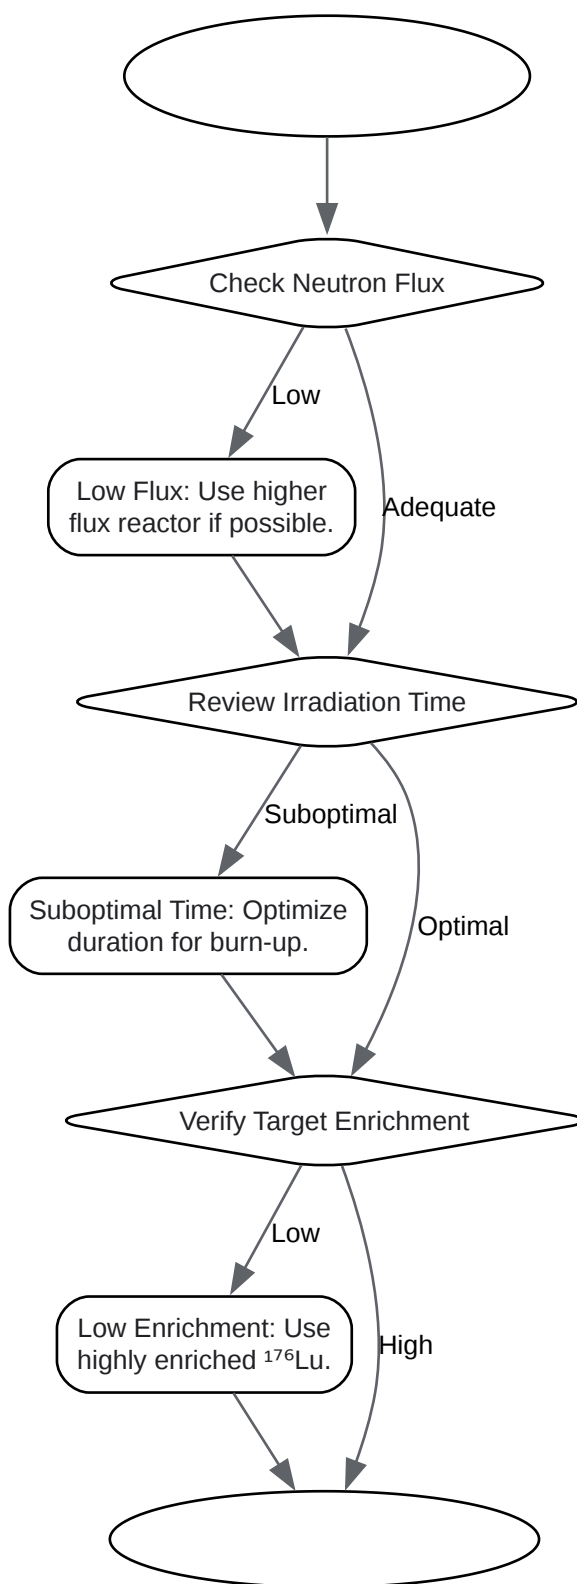 Check Neutron Flux
Low
Low Flux: Use higher
flux reactor if possible.
Adequate
Review Irradiation Time
Suboptimal
Suboptimal Time: Optimize
duration for burn-up.
Optimal
Verify Target Enrichment
Low
Low Enrichment: Use
highly enriched ¹⁷⁶Lu.
High